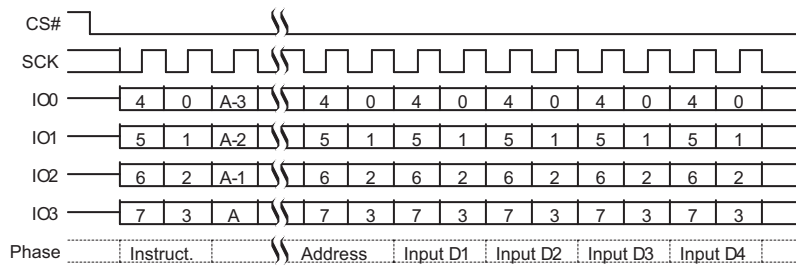 CS#
SCK
IO0 4 0 A-3 4 0 4 0 4 0 4 0 4 0
IO1 5 1 A-2 5 1 5 1 5 1 5 1 5 1
IO2 6 2 A-1 6 2 6 2 6 2 6 2 6 2
IO3 7 3 A 7 3 7 3 7 3 7 3 7 3
Phase Instruct. Address Input D1 Input D2 Input D3 Input D4